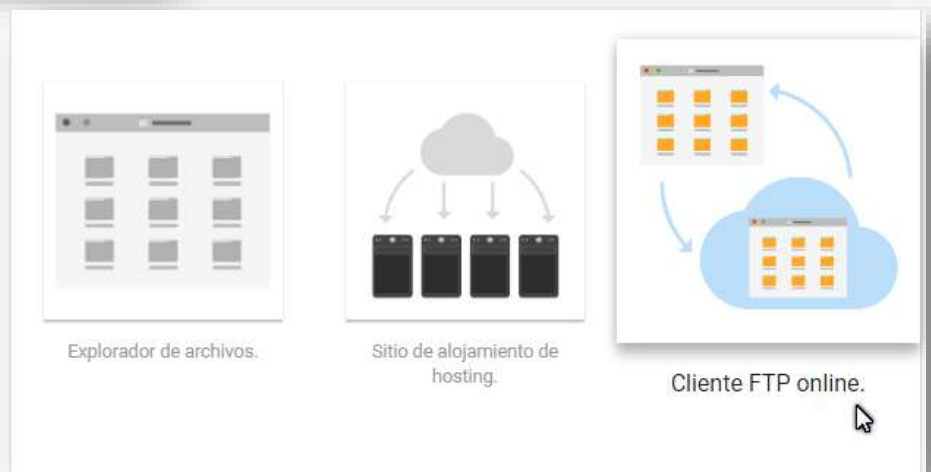 Explorador de archivos.
Sitio de alojamiento de
hosting.
Cliente FTP online.